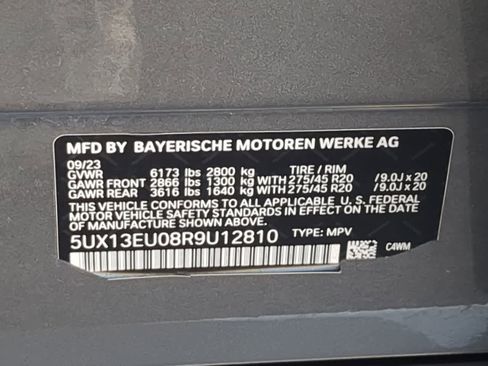 MFD BY BAYERISCHE MOTOREN WERKE AG
09/23
GVWR 6173 lbs 2800 kg TIRE / RIM
GAWR FRONT 2866 lbs 1300 kg WITH 275/45 R20 / 9.0J x 20
GAWR REAR 3616 lbs 1640 kg WITH 275/45 R20 / 9.0J x 20
THIS VEHICLE CONFORMS TO ALL APPLICABLE U. S. FEDERAL
MOTOR VEHICLE SAFETY STANDARDS IN EFFECT ON THE DATE
OF MANUFACTURE SHOWN ABOVE.
5UX13EU08R9U12810 TYPE: MPV
C4WM